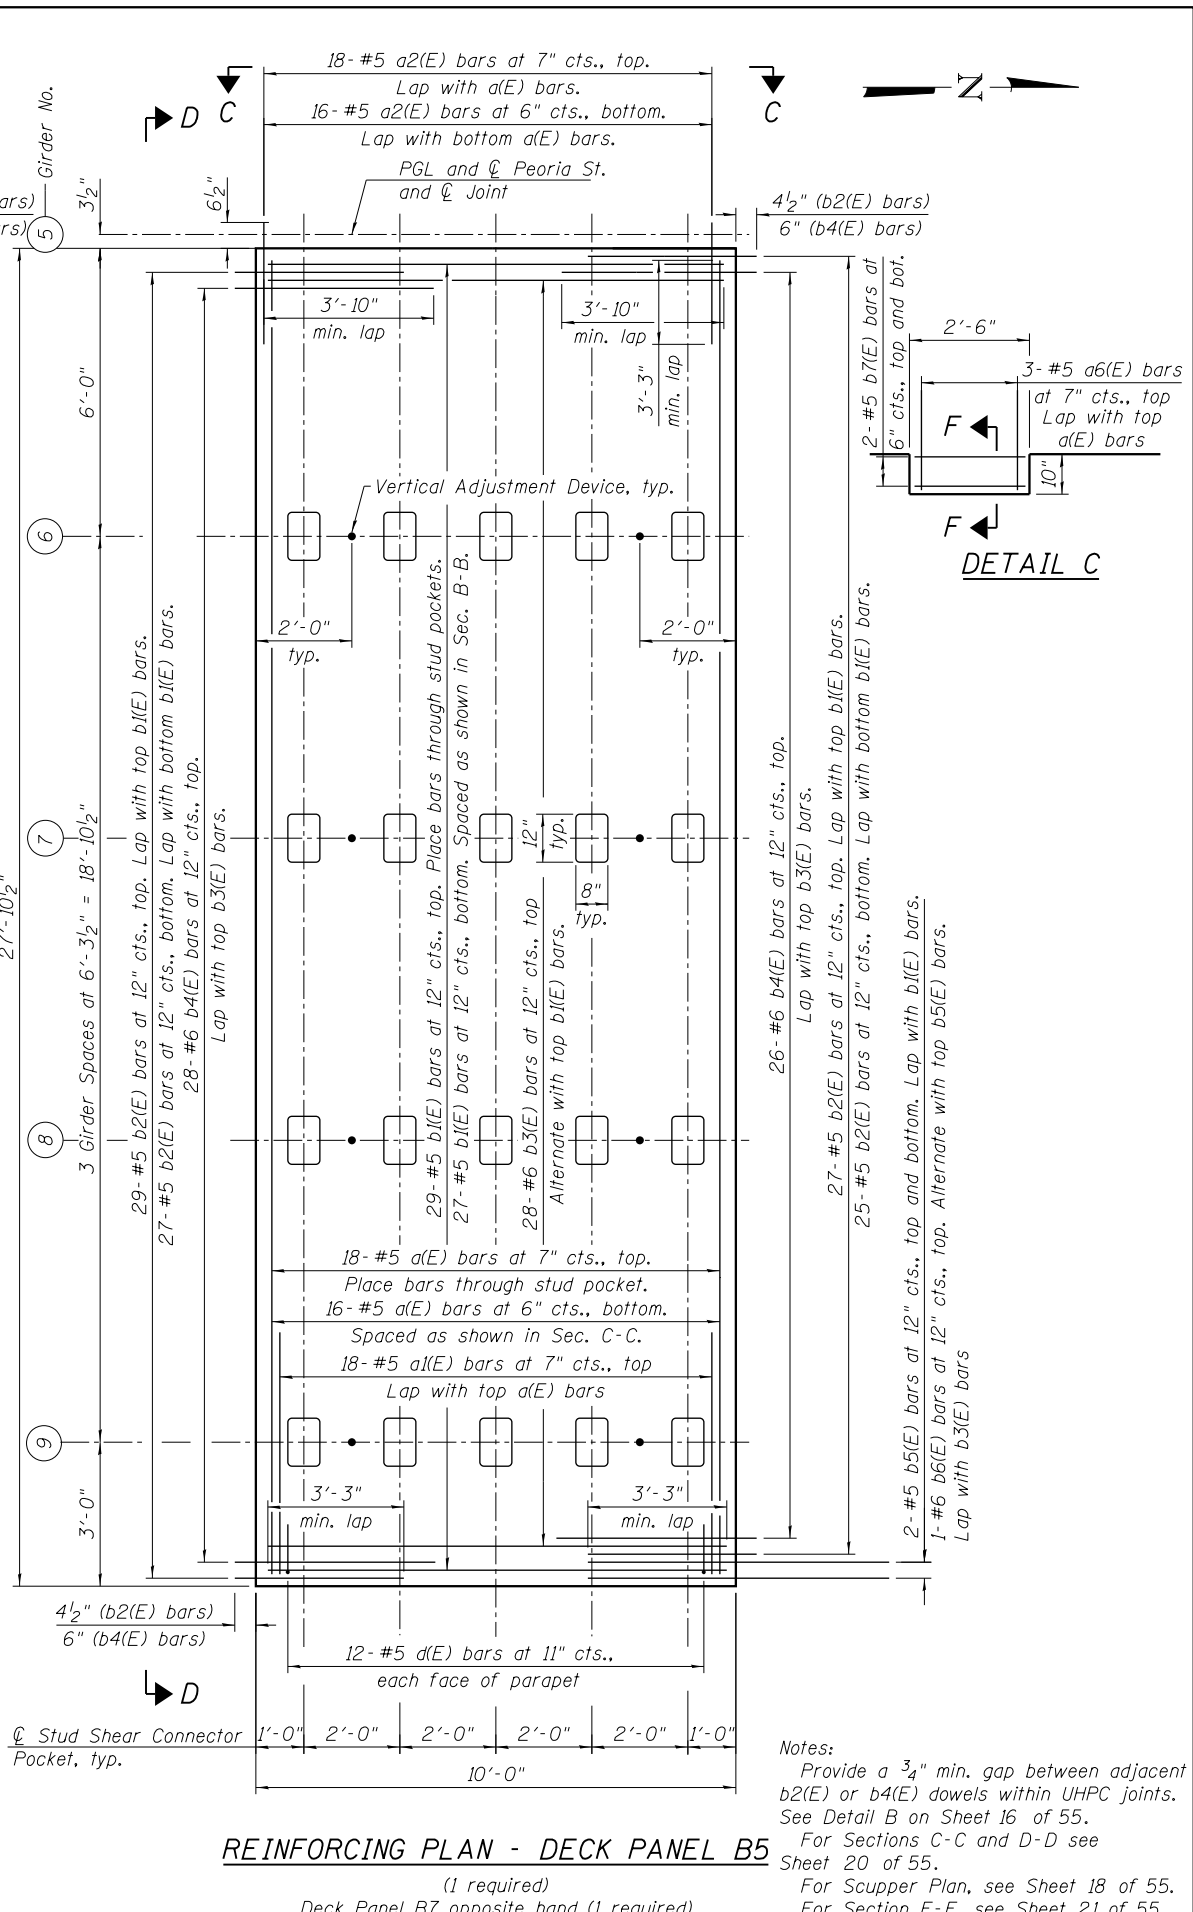 18-#5 a2(E) bars at 7" cts., top.
Lap with a(E) bars.
16-#5 a2(E) bars at 6" cts., bottom.
Lap with bottom a(E) bars.
C
C
D
N
Girder No.
PGL and ℄ Peoria St.
and ℄ Joint
3½"
6½"
4½" (b2(E) bars)
6" (b4(E) bars)
5
3'-10"
min. lap
3'-10"
min. lap
3'-3"
min. lap
6'-0"
2-#5 b7(E) bars at
6" cts., top and bot.
2'-6"
3-#5 a6(E) bars
at 7" cts., top
Lap with top
a(E) bars
F
10"
F
DETAIL C
Vertical Adjustment Device, typ.
6
2'-0"
typ.
2'-0"
typ.
7
12"
typ.
8"
typ.
27'-10½"
3 Girder Spaces at 6'-3½" = 18'-10½"
29-#5 b2(E) bars at 12" cts., top. Lap with top b1(E) bars.
27-#5 b2(E) bars at 12" cts., bottom. Lap with bottom b1(E) bars.
28-#6 b4(E) bars at 12" cts., top.
Lap with top b3(E) bars.
29-#5 b1(E) bars at 12" cts., top. Place bars through stud pockets.
27-#5 b1(E) bars at 12" cts., bottom. Spaced as shown in Sec. B-B.
28-#6 b3(E) bars at 12" cts., top
Alternate with top b1(E) bars.
26-#6 b4(E) bars at 12" cts., top.
Lap with top b3(E) bars.
27-#5 b2(E) bars at 12" cts., top. Lap with top b1(E) bars.
25-#5 b2(E) bars at 12" cts., bottom. Lap with bottom b1(E) bars.
2-#5 b5(E) bars at 12" cts., top and bottom. Lap with b1(E) bars.
1-#6 b6(E) bars at 12" cts., top. Alternate with top b5(E) bars.
Lap with b3(E) bars
8
18-#5 a(E) bars at 7" cts., top.
Place bars through stud pocket.
16-#5 a(E) bars at 6" cts., bottom.
Spaced as shown in Sec. C-C.
18-#5 a1(E) bars at 7" cts., top
Lap with top a(E) bars
9
3'-0"
3'-3"
min. lap
3'-3"
min. lap
4½" (b2(E) bars)
6" (b4(E) bars)
12-#5 d(E) bars at 11" cts.,
each face of parapet
D
℄ Stud Shear Connector
Pocket, typ.
1'-0" 2'-0" 2'-0" 2'-0" 2'-0" 1'-0"
10'-0"
REINFORCING PLAN - DECK PANEL B5
(1 required)
Deck Panel B7 opposite hand (1 required)
Notes:
Provide a ¾" min. gap between adjacent
b2(E) or b4(E) dowels within UHPC joints.
See Detail B on Sheet 16 of 55.
For Sections C-C and D-D see
Sheet 20 of 55.
For Scupper Plan, see Sheet 18 of 55.